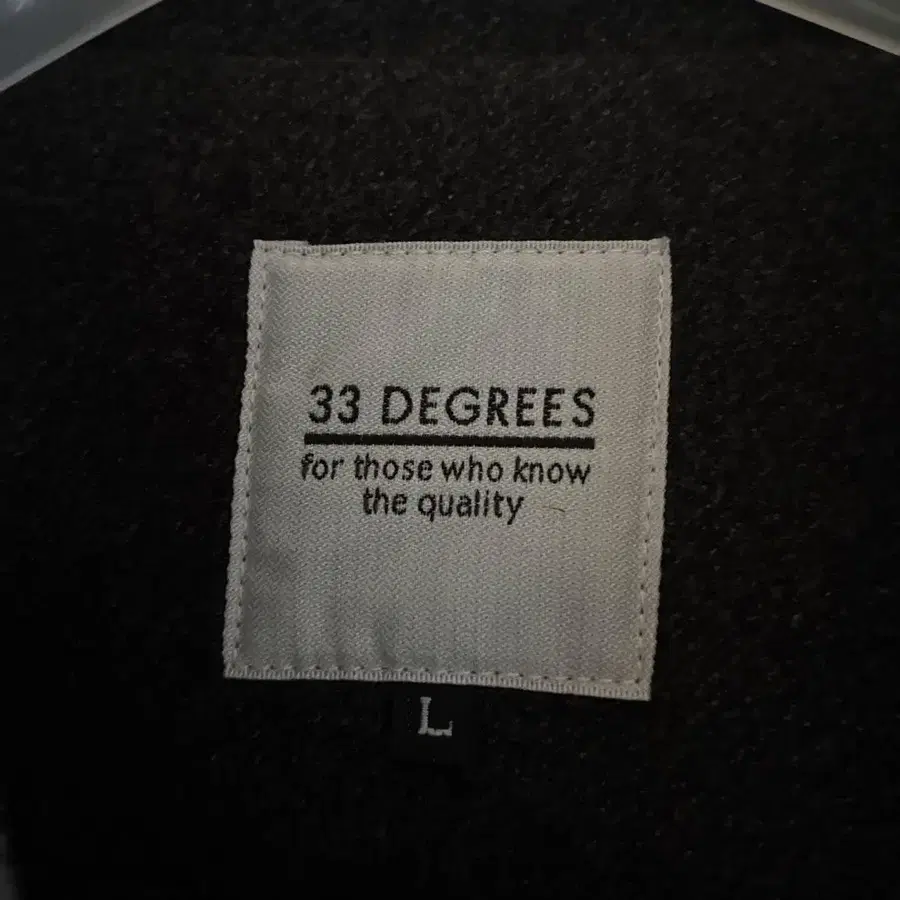 33 DEGREES
for those who know
the quality
L